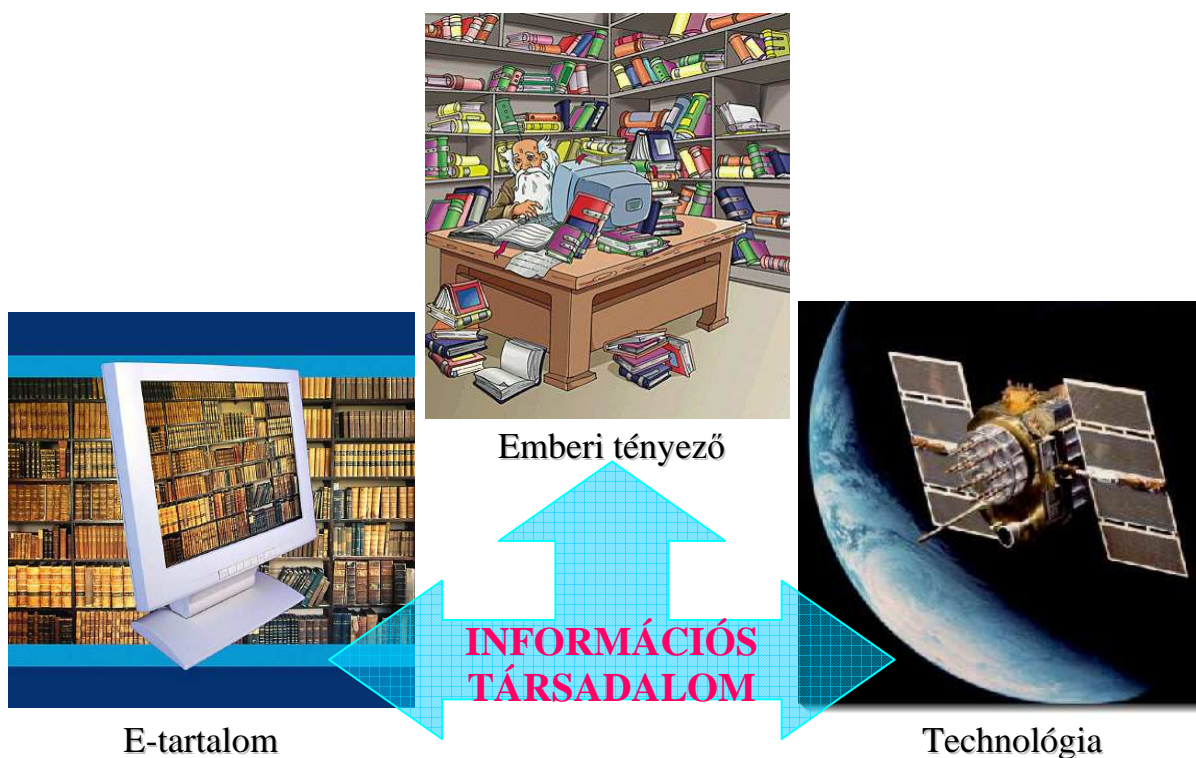 Emberi tényező
INFORMÁCIÓS
TÁRSADALOM
E-tartalom
Technológia